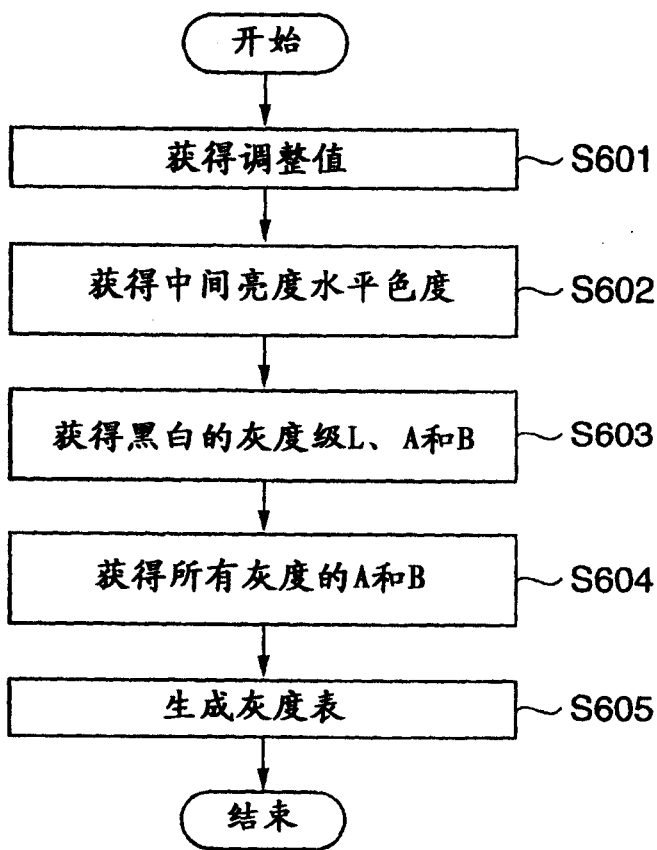 开始
获得调整值
S601
获得中间亮度水平色度
S602
获得黑白的灰度级L、A和B
S603
获得所有灰度的A和B
S604
生成灰度表
S605
结束